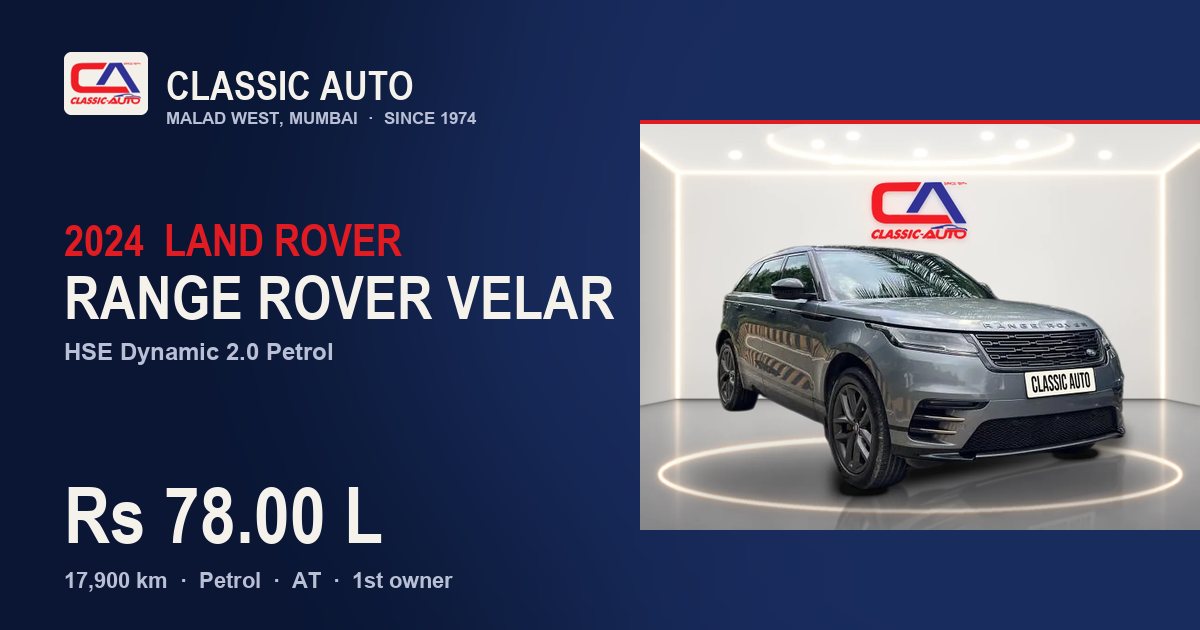 CA
CLASSIC-AUTO
CLASSIC AUTO
MALAD WEST, MUMBAI · SINCE 1974
2024 LAND ROVER
RANGE ROVER VELAR
HSE Dynamic 2.0 Petrol
Rs 78.00 L
17,900 km · Petrol · AT · 1st owner
CA
SINCE 1974
CLASSIC-AUTO
RANGE ROVER
CLASSIC AUTO